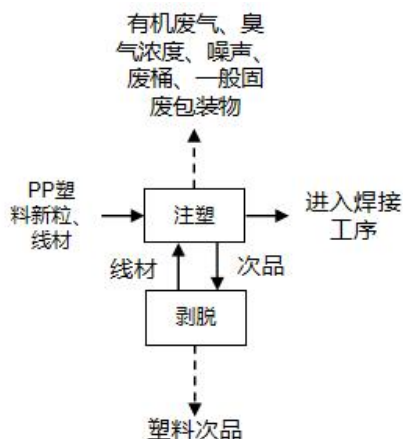 有机废气、臭
气浓度、噪声、
废桶、一般固
废包装物
PP塑
料新粒、
线材
注塑
进入焊接
工序
线材
次品
剥脱
塑料次品